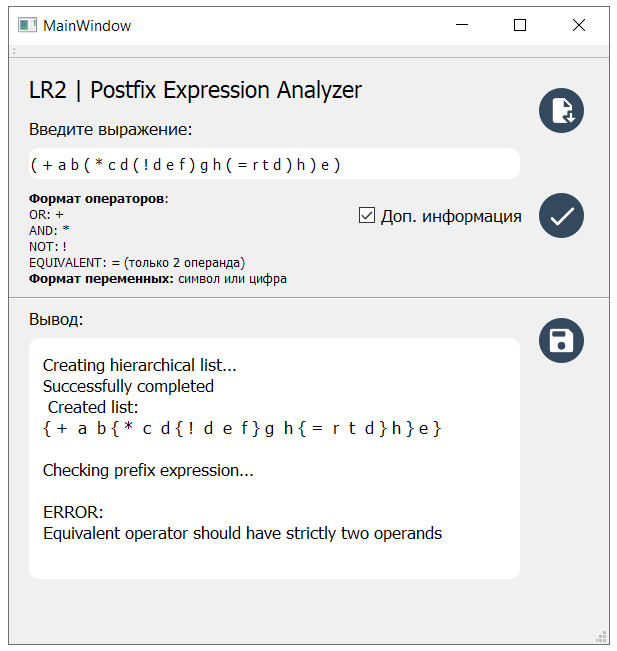 MainWindow
LR2 | Postfix Expression Analyzer
Введите выражение:
( + a b ( * c d ( ! d e f ) g h ( = r t d ) h ) e )
Формат операторов:
OR: +
AND: *
NOT: !
EQUIVALENT: = (только 2 операнда)
Формат переменных: символ или цифра
Доп. информация
Вывод:
Creating hierarchical list...
Successfully completed
Created list:
{ + a b { * c d { ! d e f } g h { = r t d } h } e }
Checking prefix expression...
ERROR:
Equivalent operator should have strictly two operands